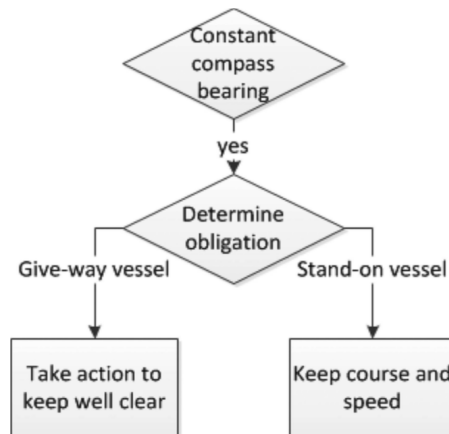 Constant
compass
bearing
yes
Determine
obligation
Give-way vessel
Stand-on vessel
Take action to
keep well clear
Keep course and
speed